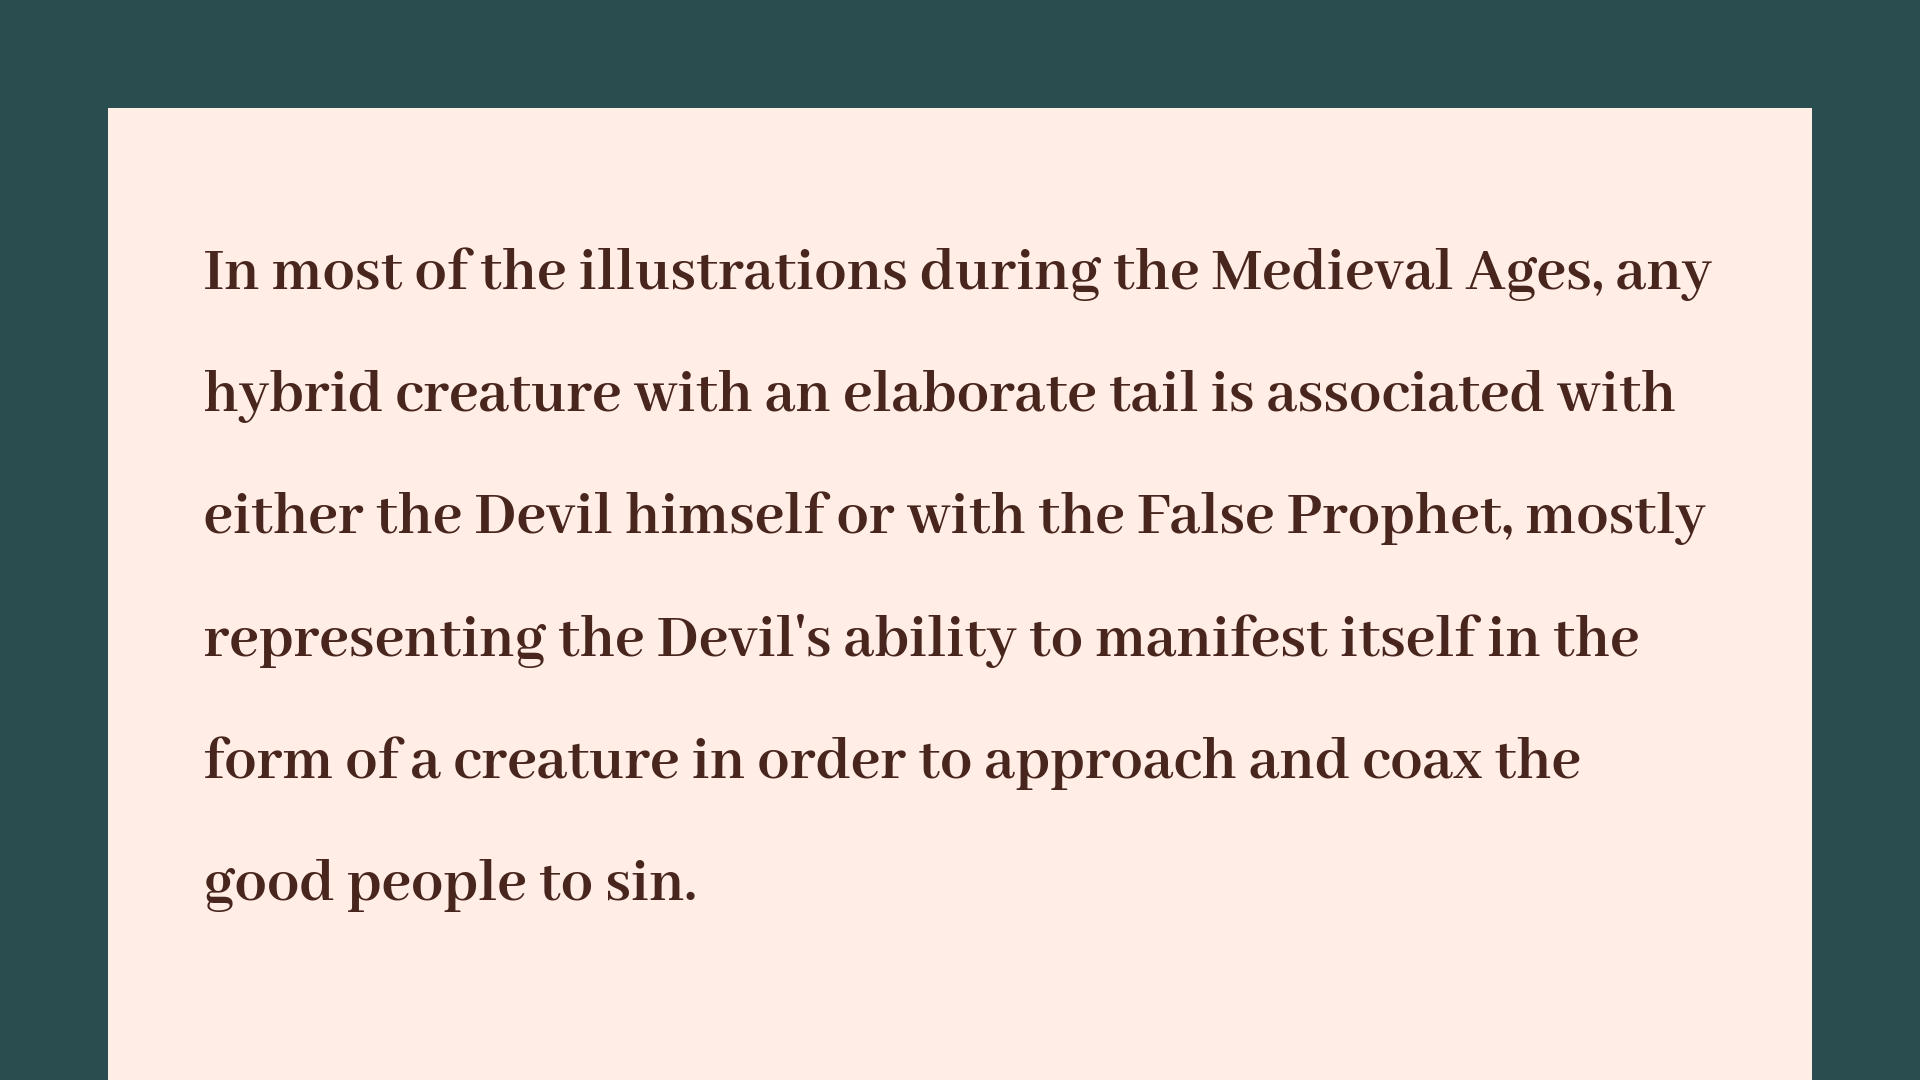 In most of the illustrations during the Medieval Ages, any
hybrid creature with an elaborate tail is associated with
either the Devil himself or with the False Prophet, mostly
representing the Devil's ability to manifest itself in the
form of a creature in order to approach and coax the
good people to sin.